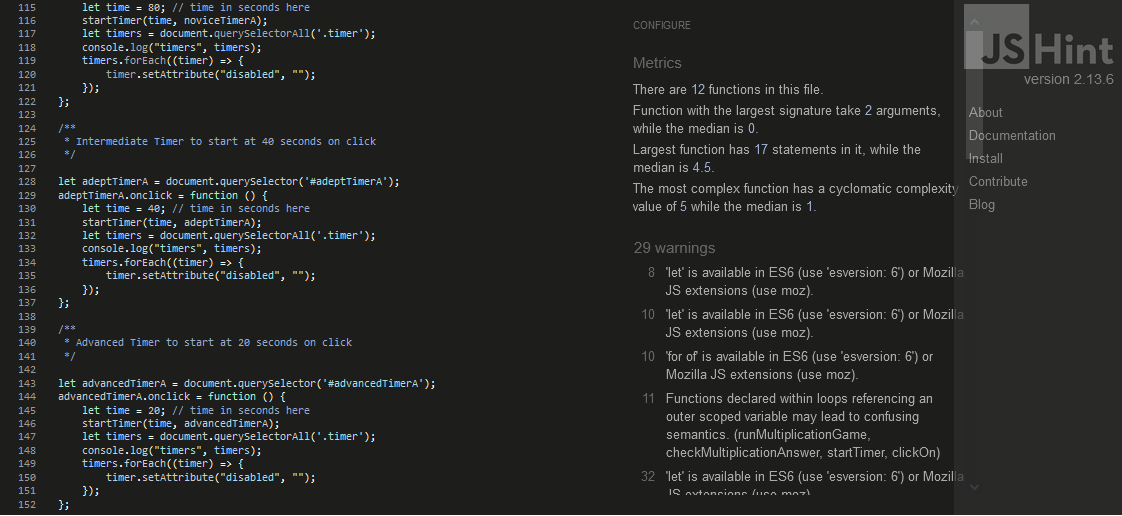 115 let time = 80; // time in seconds here
116 startTimer(time, noviceTimerA);
117 let timers = document.querySelectorAll('.timer');
118 console.log("timers", timers);
119 timers.forEach((timer) => {
120 timer.setAttribute("disabled", "");
121 });
122 };
123
124 /**
125 * Intermediate Timer to start at 40 seconds on click
126 */
127
128 let adeptTimerA = document.querySelector('#adeptTimerA');
129 adeptTimerA.onclick = function () {
130 let time = 40; // time in seconds here
131 startTimer(time, adeptTimerA);
132 let timers = document.querySelectorAll('.timer');
133 console.log("timers", timers);
134 timers.forEach((timer) => {
135 timer.setAttribute("disabled", "");
136 });
137 };
138
139 /**
140 * Advanced Timer to start at 20 seconds on click
141 */
142
143 let advancedTimerA = document.querySelector('#advancedTimerA');
144 advancedTimerA.onclick = function () {
145 let time = 20; // time in seconds here
146 startTimer(time, advancedTimerA);
147 let timers = document.querySelectorAll('.timer');
148 console.log("timers", timers);
149 timers.forEach((timer) => {
150 timer.setAttribute("disabled", "");
151 });
152 };
CONFIGURE
Metrics
There are 12 functions in this file.
Function with the largest signature take 2 arguments,
while the median is 0.
Largest function has 17 statements in it, while the
median is 4.5.
The most complex function has a cyclomatic complexity
value of 5 while the median is 1.
29 warnings
8 'let' is available in ES6 (use 'esversion: 6') or Mozilla
JS extensions (use moz).
10 'let' is available in ES6 (use 'esversion: 6') or Mozilla
JS extensions (use moz).
10 'for of' is available in ES6 (use 'esversion: 6') or
Mozilla JS extensions (use moz).
11 Functions declared within loops referencing an
outer scoped variable may lead to confusing
semantics. (runMultiplicationGame,
checkMultiplicationAnswer, startTimer, clickOn)
32 'let' is available in ES6 (use 'esversion: 6') or Mozilla
JS extensions (use moz).
JSHint
version 2.13.6
About
Documentation
Install
Contribute
Blog